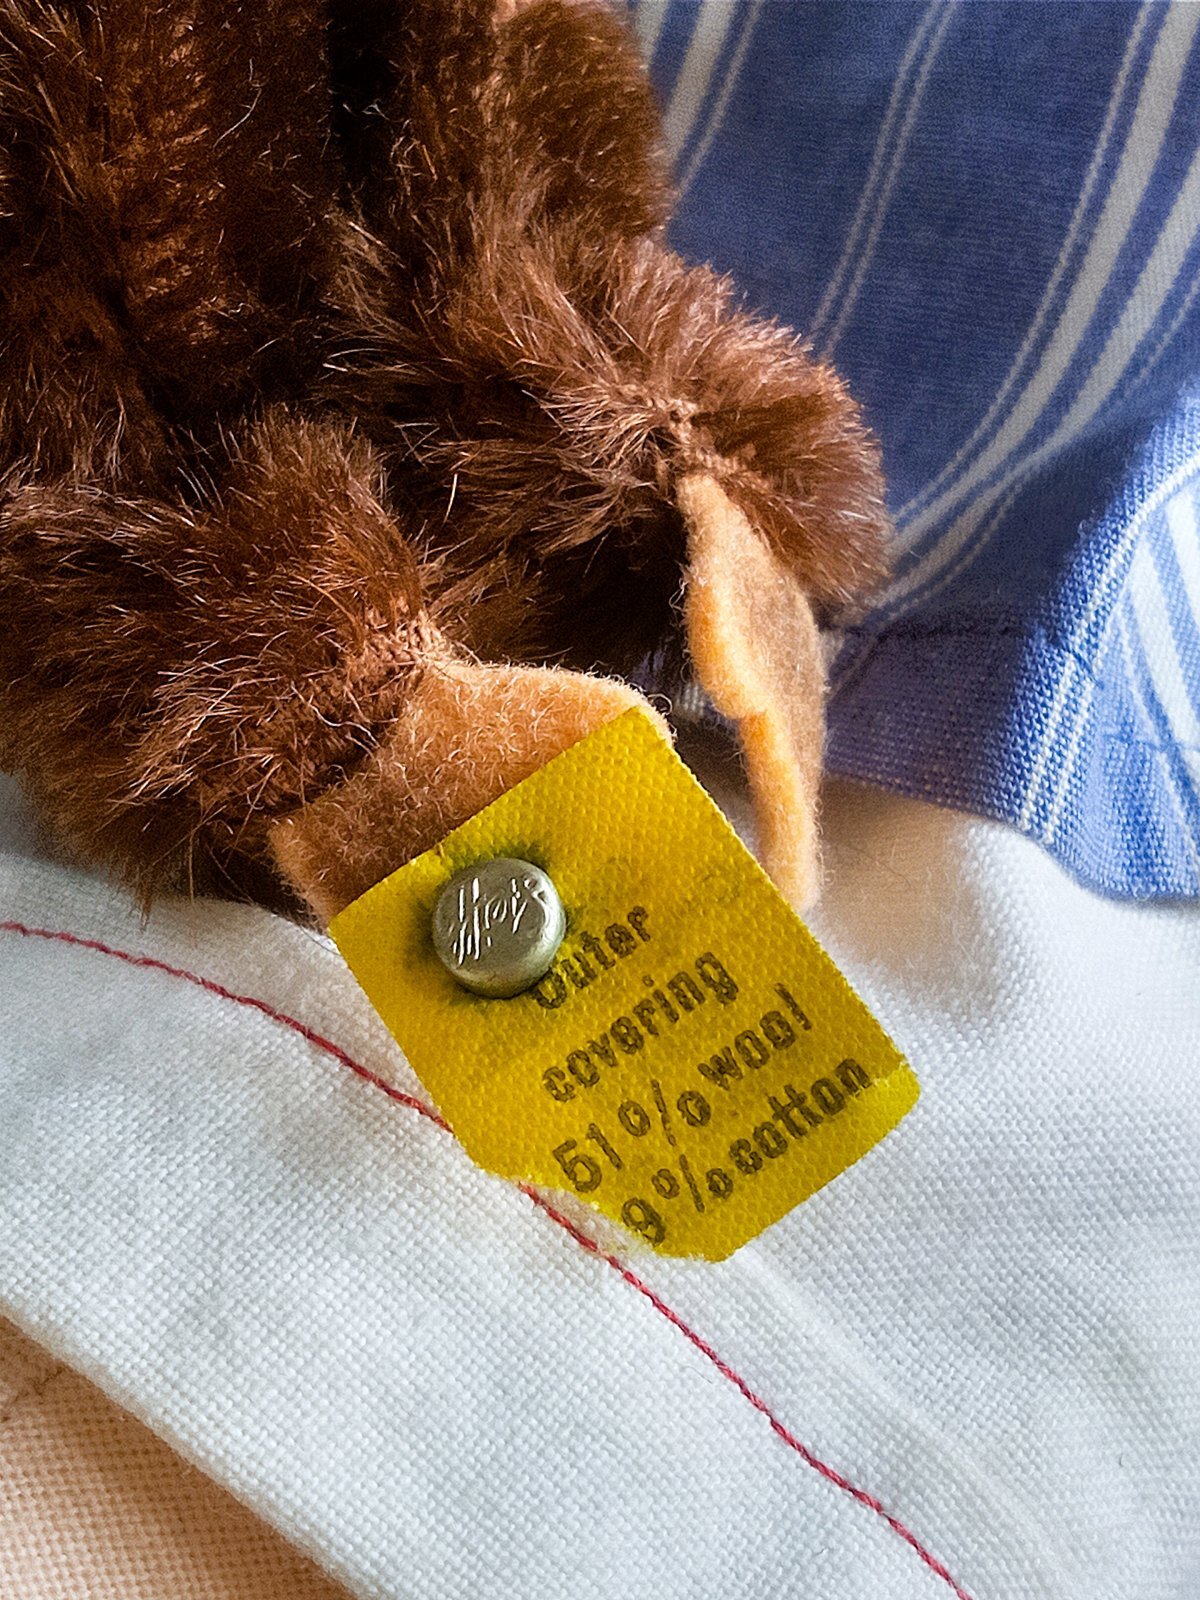 Steiff
outer
covering
51% wool
9% cotton